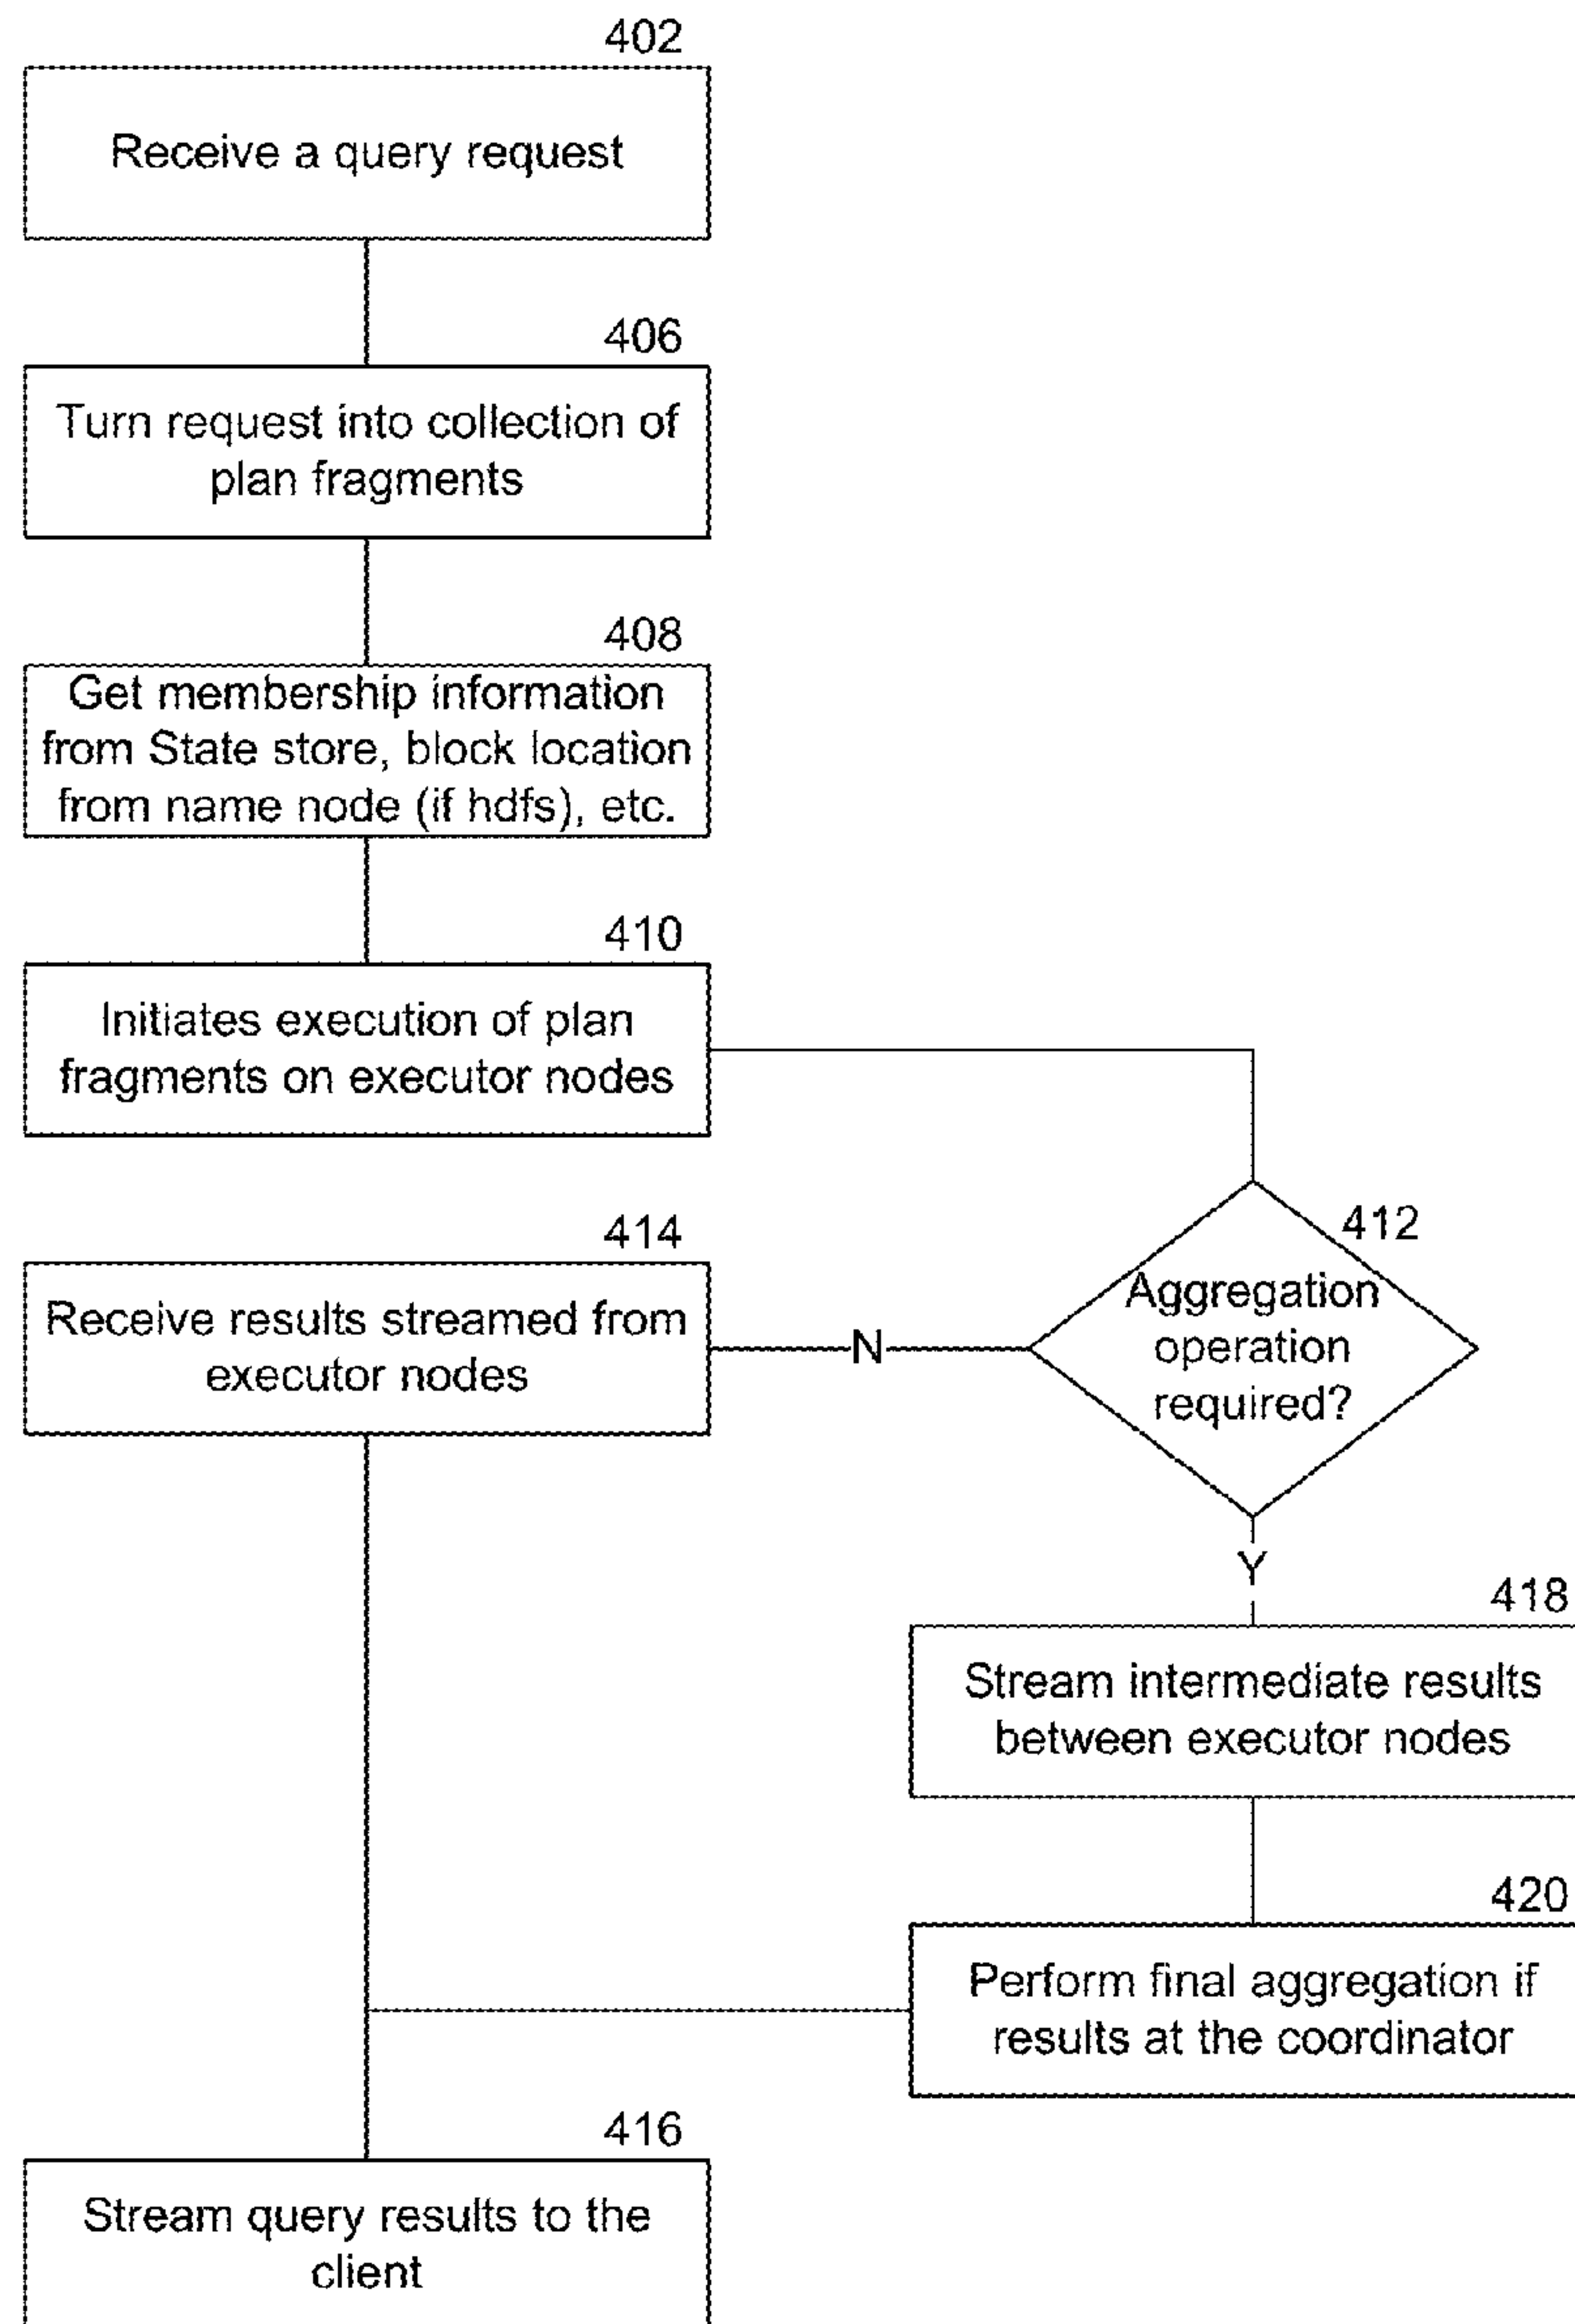 402
Receive a query request
406
Turn request into collection of
plan fragments
408
Get membership information
from State store, block location
from name node (if hdfs), etc.
410
Initiates execution of plan
fragments on executor nodes
412
Aggregation
operation
required?
414
Receive results streamed from
executor nodes
N
Y
418
Stream intermediate results
between executor nodes
420
Perform final aggregation if
results at the coordinator
416
Stream query results to the
client